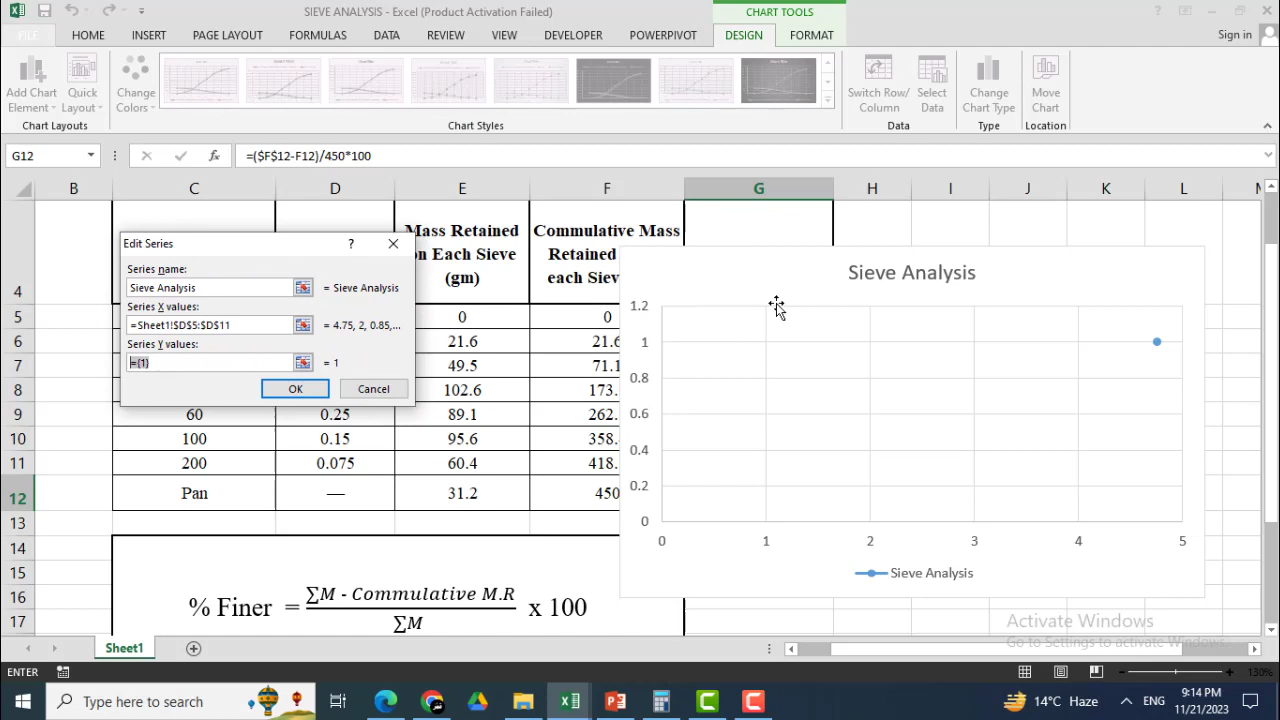 SIEVE ANALYSIS - Excel (Product Activation Failed)
CHART TOOLS
?
FILE
HOME
INSERT
PAGE LAYOUT
FORMULAS
DATA
REVIEW
VIEW
DEVELOPER
POWERPIVOT
DESIGN
FORMAT
Sign in
Add Chart
Element
Quick
Layout
Change
Colors
Switch Row/
Column
Select
Data
Change
Chart Type
Move
Chart
Chart Layouts
Chart Styles
Data
Type
Location
G12
fx
=($F$12-F12)/450*100
B C D E F G H I J K L M
4
Mass Retained
on Each Sieve
(gm)
Commulative Mass
Retained
each Siev
Edit Series
?
Series name:
Sieve Analysis
= Sieve Analysis
Series X values:
=Sheet1!$D$5:$D$11
= 4.75, 2, 0.85,...
Series Y values:
={1}
= 1
OK
Cancel
5 0 0
6 21.6 21.6
7 49.5 71.1
8 102.6 173.
9 60 0.25 89.1 262.
10 100 0.15 95.6 358.
11 200 0.075 60.4 418.
12 Pan — 31.2 450
13
14
15
16
17
% Finer = ∑M - Commulative M.R / ∑M x 100
Sieve Analysis
1.2
1
0.8
0.6
0.4
0.2
0
0 1 2 3 4 5
Sieve Analysis
Activate Windows
Go to Settings to activate Windows.
Sheet1
ENTER
130%
Type here to search
14°C Haze
ENG
9:14 PM
11/21/2023